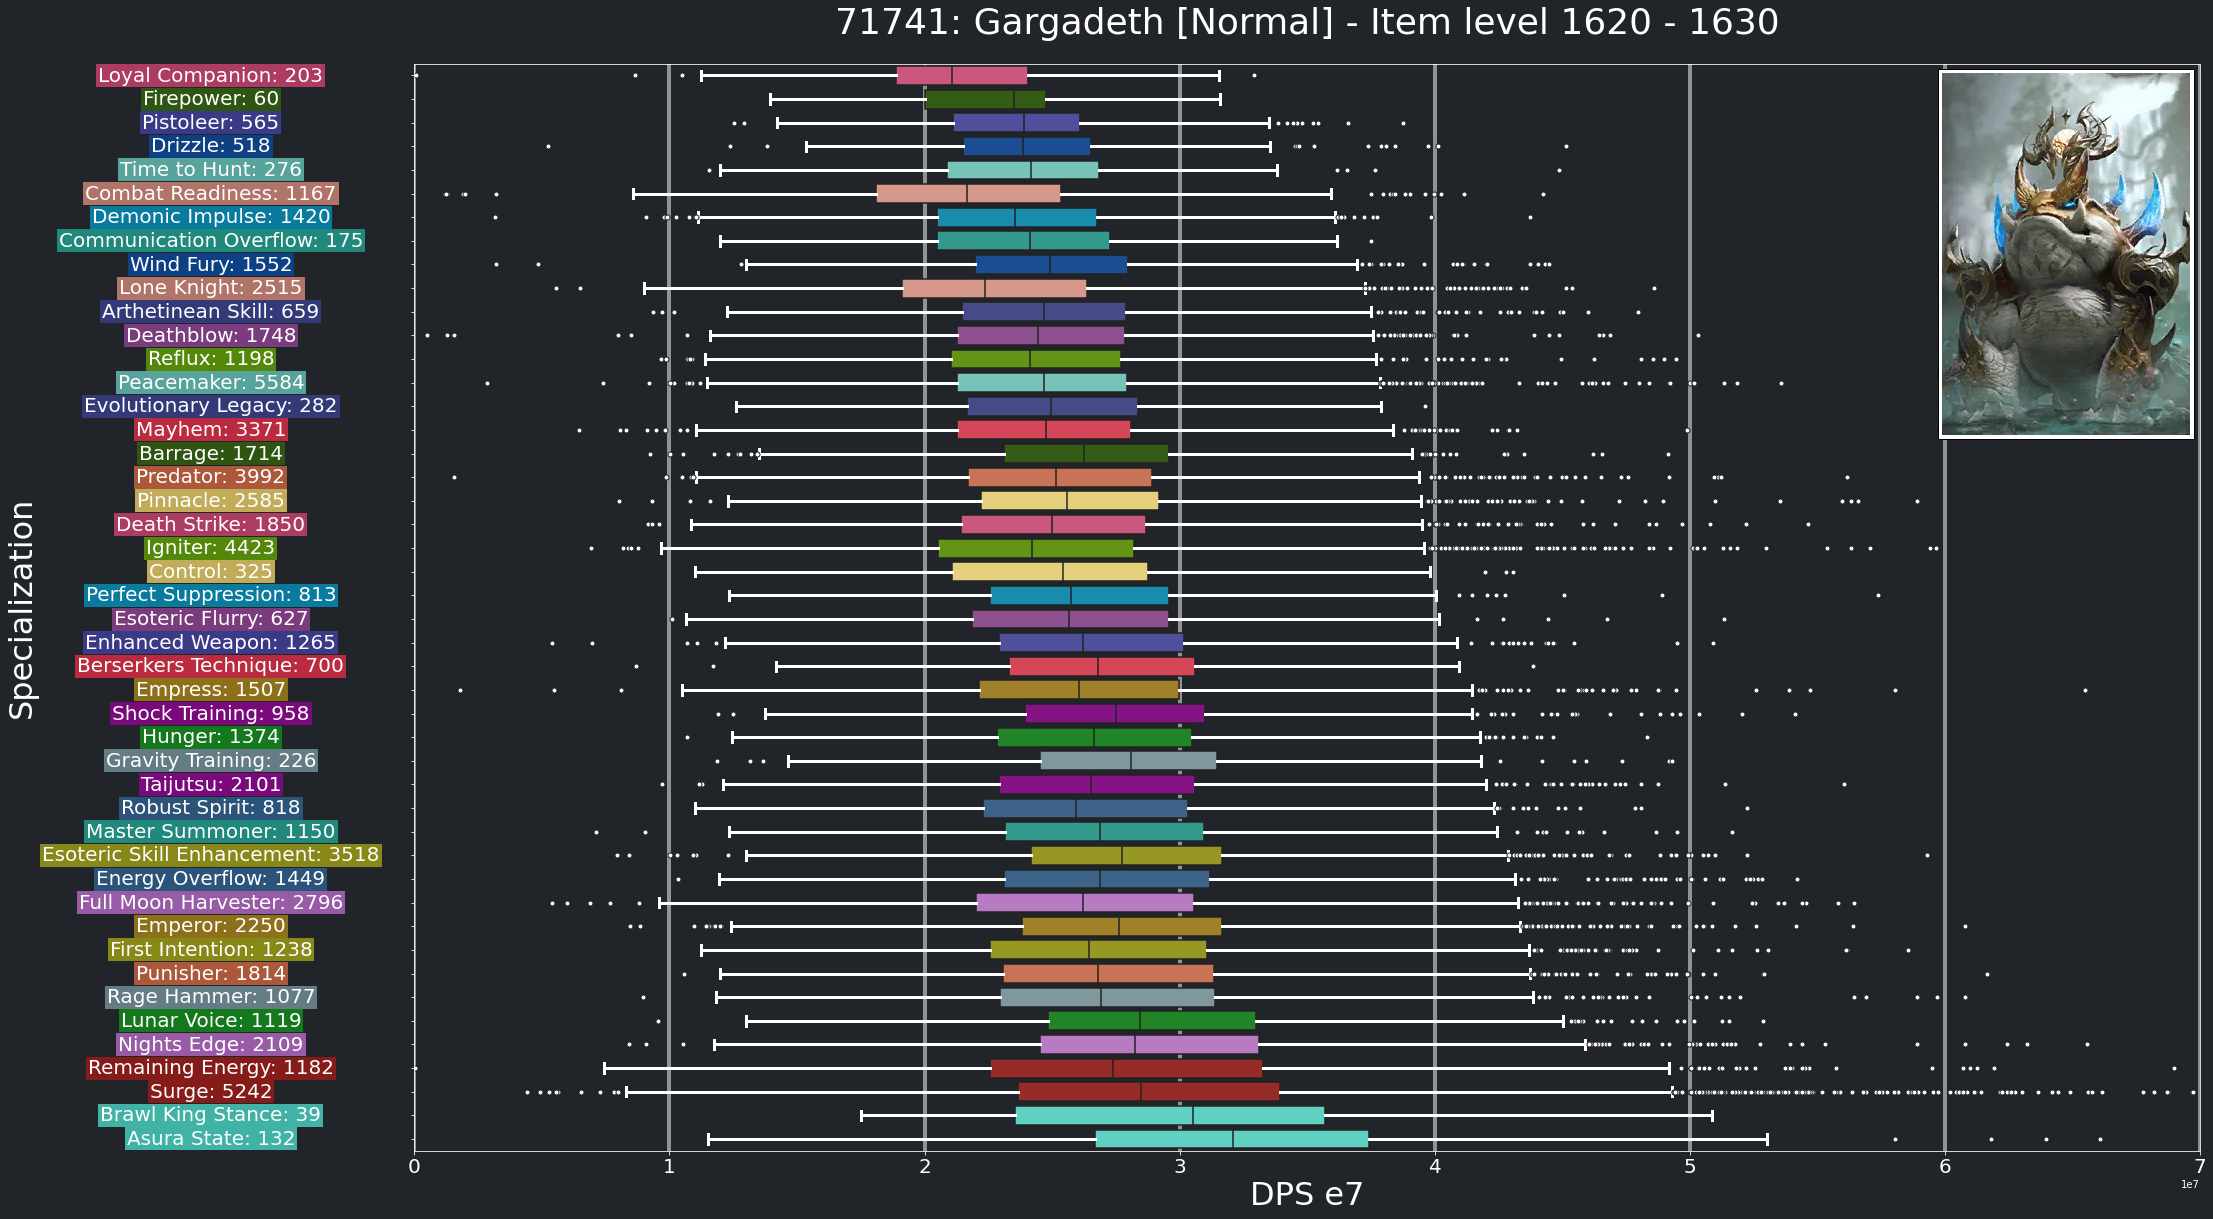 71741: Gargadeth [Normal] - Item level 1620 - 1630
Specialization
Loyal Companion: 203
Firepower: 60
Pistoleer: 565
Drizzle: 518
Time to Hunt: 276
Combat Readiness: 1167
Demonic Impulse: 1420
Communication Overflow: 175
Wind Fury: 1552
Lone Knight: 2515
Arthetinean Skill: 659
Deathblow: 1748
Reflux: 1198
Peacemaker: 5584
Evolutionary Legacy: 282
Mayhem: 3371
Barrage: 1714
Predator: 3992
Pinnacle: 2585
Death Strike: 1850
Igniter: 4423
Control: 325
Perfect Suppression: 813
Esoteric Flurry: 627
Enhanced Weapon: 1265
Berserkers Technique: 700
Empress: 1507
Shock Training: 958
Hunger: 1374
Gravity Training: 226
Taijutsu: 2101
Robust Spirit: 818
Master Summoner: 1150
Esoteric Skill Enhancement: 3518
Energy Overflow: 1449
Full Moon Harvester: 2796
Emperor: 2250
First Intention: 1238
Punisher: 1814
Rage Hammer: 1077
Lunar Voice: 1119
Nights Edge: 2109
Remaining Energy: 1182
Surge: 5242
Brawl King Stance: 39
Asura State: 132
0 1 2 3 4 5 6 7
1e7
DPS e7